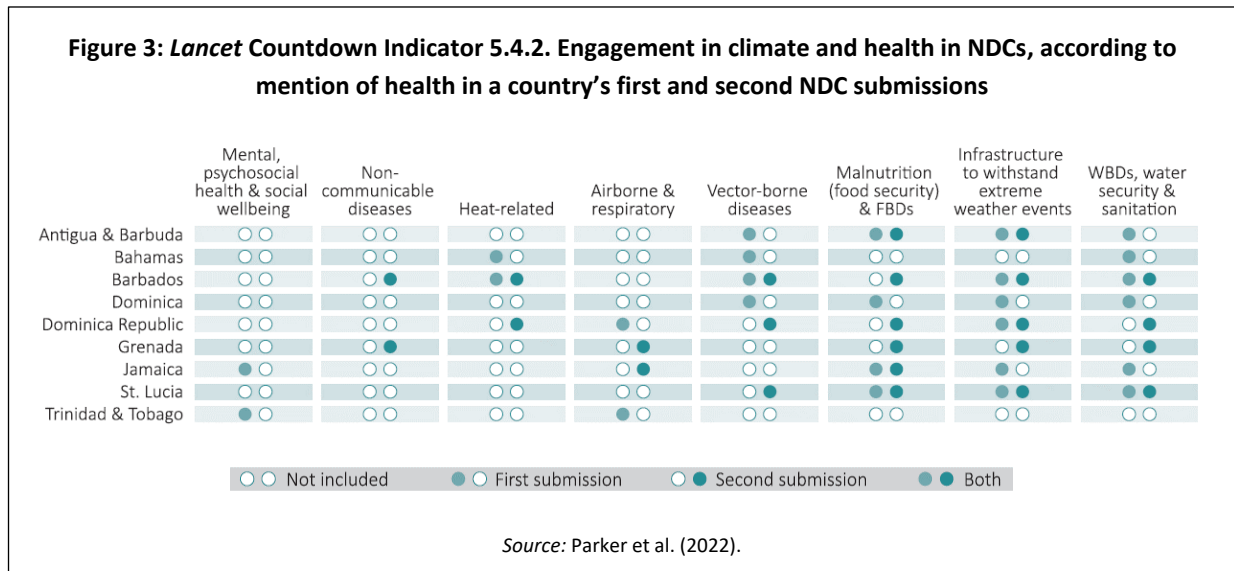 Figure 3: Lancet Countdown Indicator 5.4.2. Engagement in climate and health in NDCs, according to
mention of health in a country's first and second NDC submissions
Mental,
psychosocial
health & social
wellbeing
Non-
communicable
diseases
Heat-related
Airborne &
respiratory
Vector-borne
diseases
Malnutrition
(food security)
& FBDs
Infrastructure
to withstand
extreme
weather events
WBDs, water
security &
sanitation
Antigua & Barbuda
Bahamas
Barbados
Dominica
Dominica Republic
Grenada
Jamaica
St. Lucia
Trinidad & Tobago
Not included First submission Second submission Both
Source: Parker et al. (2022).